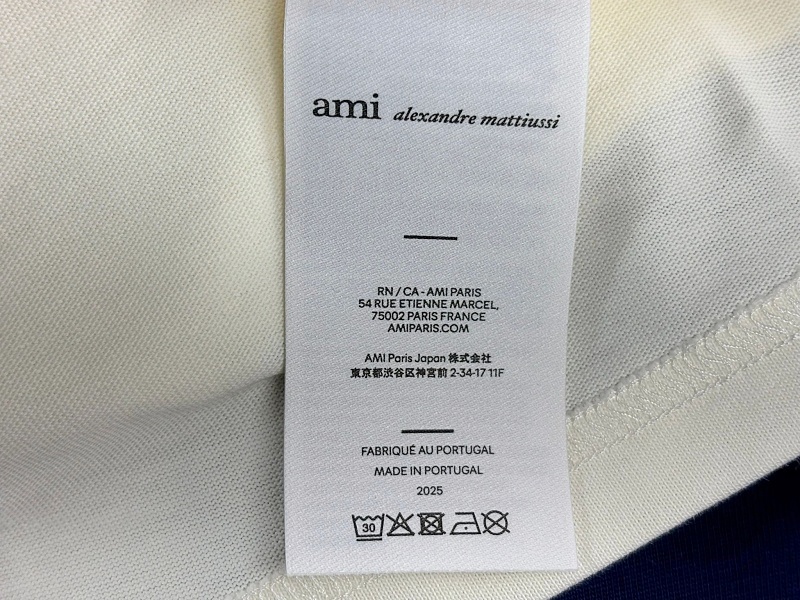 ami alexandre mattiussi
RN / CA - AMI PARIS
54 RUE ETIENNE MARCEL,
75002 PARIS FRANCE
AMIPARIS.COM
AMI Paris Japan 株式会社
東京都渋谷区神宮前 2-34-17 11F
FABRIQUÉ AU PORTUGAL
MADE IN PORTUGAL
2025
30